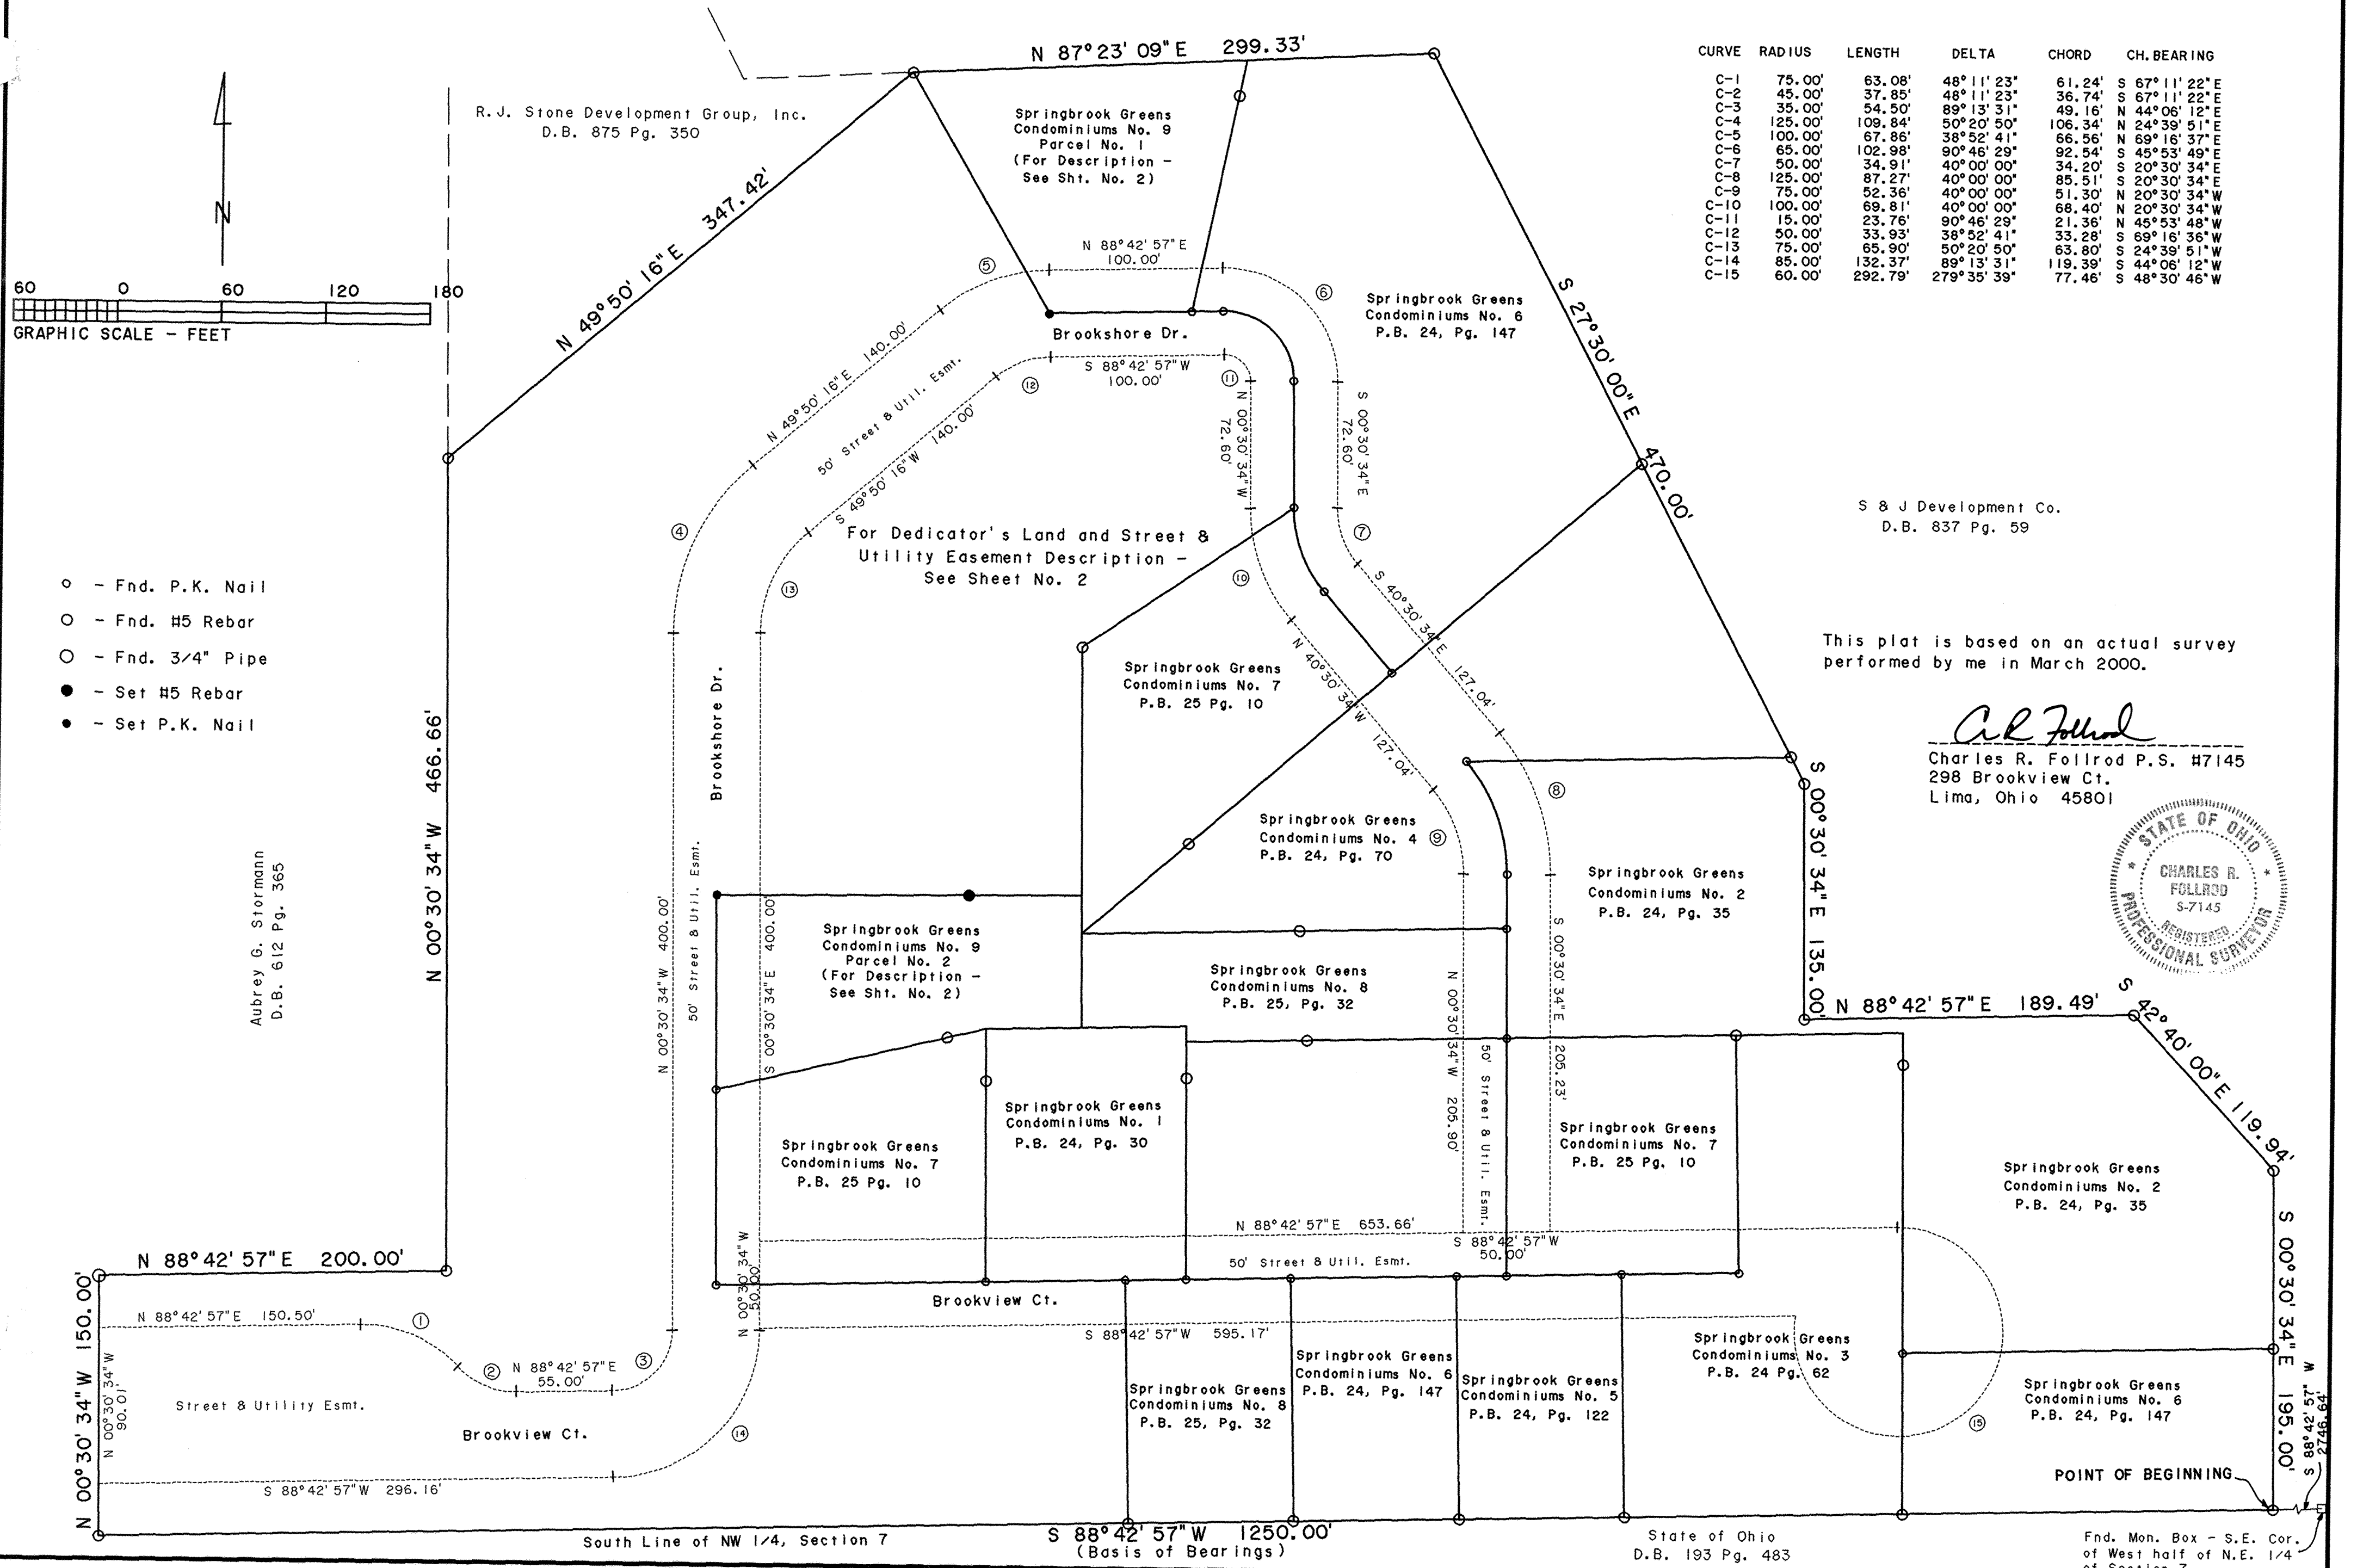 N 87° 23' 09" E 299.33'
R.J. Stone Development Group, Inc.
D.B. 875 Pg. 350
N
60 0 60 120 180
GRAPHIC SCALE - FEET
N 49° 50' 16" E 347.42'
Springbrook Greens
Condominiums No. 9
Parcel No. 1
(For Description -
See Sht. No. 2)
CURVE RADIUS LENGTH DELTA CHORD CH.BEARING
C-1 75.00' 63.08' 48° 11' 23" 61.24' S 67° 11' 22" E
C-2 45.00' 37.85' 48° 11' 23" 36.74' S 67° 11' 22" E
C-3 35.00' 54.50' 89° 13' 31" 49.16' N 44° 06' 12" E
C-4 125.00' 109.84' 50° 20' 50" 106.34' N 24° 39' 51" E
C-5 100.00' 67.86' 38° 52' 41" 66.56' N 69° 16' 37" E
C-6 65.00' 102.98' 90° 46' 29" 92.54' S 45° 53' 49" E
C-7 50.00' 34.91' 40° 00' 00" 34.20' S 20° 30' 34" E
C-8 125.00' 87.27' 40° 00' 00" 85.51' S 20° 30' 34" E
C-9 75.00' 52.36' 40° 00' 00" 51.30' N 20° 30' 34" W
C-10 100.00' 69.81' 40° 00' 00" 68.40' N 20° 30' 34" W
C-11 15.00' 23.76' 90° 46' 29" 21.36' N 45° 53' 48" W
C-12 50.00' 33.93' 38° 52' 41" 33.28' S 69° 16' 36" W
C-13 75.00' 65.90' 50° 20' 50" 63.80' S 24° 39' 51" W
C-14 85.00' 132.37' 89° 13' 31" 119.39' S 44° 06' 12" W
C-15 60.00' 292.79' 279° 35' 39" 77.46' S 48° 30' 46" W
N 88° 42' 57" E
100.00'
5
6
Springbrook Greens
Condominiums No. 6
P.B. 24, Pg. 147
Brookshore Dr.
S 88° 42' 57" W
100.00'
11
12
S 27° 30' 00" E 470.00'
N 49° 50' 16" E 140.00'
50' Street & Util. Esmt.
S 49° 50' 16" W 140.00'
N 00° 30' 34" W
72.60'
S 00° 30' 34" E
72.60'
4
7
13
10
For Dedicator's Land and Street &
Utility Easement Description -
See Sheet No. 2
S & J Development Co.
D.B. 837 Pg. 59
- Fnd. P.K. Nail
- Fnd. #5 Rebar
- Fnd. 3/4" Pipe
- Set #5 Rebar
- Set P.K. Nail
S 40° 30' 34" E 127.04'
N 40° 30' 34" W 127.04'
This plat is based on an actual survey
performed by me in March 2000.
C R Follrod
Charles R. Follrod P.S. #7145
298 Brookview Ct.
Lima, Ohio 45801
STATE OF OHIO
CHARLES R.
FOLLROD
S-7145
REGISTERED
PROFESSIONAL SURVEYOR
Springbrook Greens
Condominiums No. 7
P.B. 25 Pg. 10
Brookshore Dr.
N 00° 30' 34" W 466.66'
Aubrey G. Stormann
D.B. 612 Pg. 365
8
9
Springbrook Greens
Condominiums No. 4
P.B. 24, Pg. 70
Springbrook Greens
Condominiums No. 2
P.B. 24, Pg. 35
S 00° 30' 34" E 135.00'
N 00° 30' 34" W 400.00'
50' Street & Util. Esmt.
S 00° 30' 34" E 400.00'
Springbrook Greens
Condominiums No. 9
Parcel No. 2
(For Description -
See Sht. No. 2)
Springbrook Greens
Condominiums No. 8
P.B. 25, Pg. 32
N 00° 30' 34" W 205.90'
50' Street & Util. Esmt.
S 00° 30' 34" E 205.23'
N 88° 42' 57" E 189.49'
S 42° 40' 00" E 119.94'
Springbrook Greens
Condominiums No. 1
P.B. 24, Pg. 30
Springbrook Greens
Condominiums No. 7
P.B. 25 Pg. 10
Springbrook Greens
Condominiums No. 7
P.B. 25 Pg. 10
Springbrook Greens
Condominiums No. 2
P.B. 24, Pg. 35
N 88° 42' 57" E 653.66'
S 88° 42' 57" W
50.00'
50' Street & Util. Esmt.
N 00° 30' 34" W
50.00'
Brookview Ct.
N 88° 42' 57" E 200.00'
N 00° 30' 34" W 150.00'
N 88° 42' 57" E 150.50'
1
2
N 88° 42' 57" E
55.00'
3
N 00° 30' 34" W
90.01'
Street & Utility Esmt.
Brookview Ct.
14
S 88° 42' 57" W 296.16'
S 88° 42' 57" W 595.17'
Springbrook Greens
Condominiums No. 8
P.B. 25, Pg. 32
Springbrook Greens
Condominiums No. 6
P.B. 24, Pg. 147
Springbrook Greens
Condominiums No. 5
P.B. 24, Pg. 122
Springbrook Greens
Condominiums No. 3
P.B. 24 Pg. 62
Springbrook Greens
Condominiums No. 6
P.B. 24, Pg. 147
15
S 00° 30' 34" E 195.00'
S 88° 42' 57" W
2746.64'
POINT OF BEGINNING
South Line of NW 1/4, Section 7
S 88° 42' 57" W 1250.00'
(Basis of Bearings)
State of Ohio
D.B. 193 Pg. 483
Fnd. Mon. Box - S.E. Cor.
of West half of N.E. 1/4
of Section 7